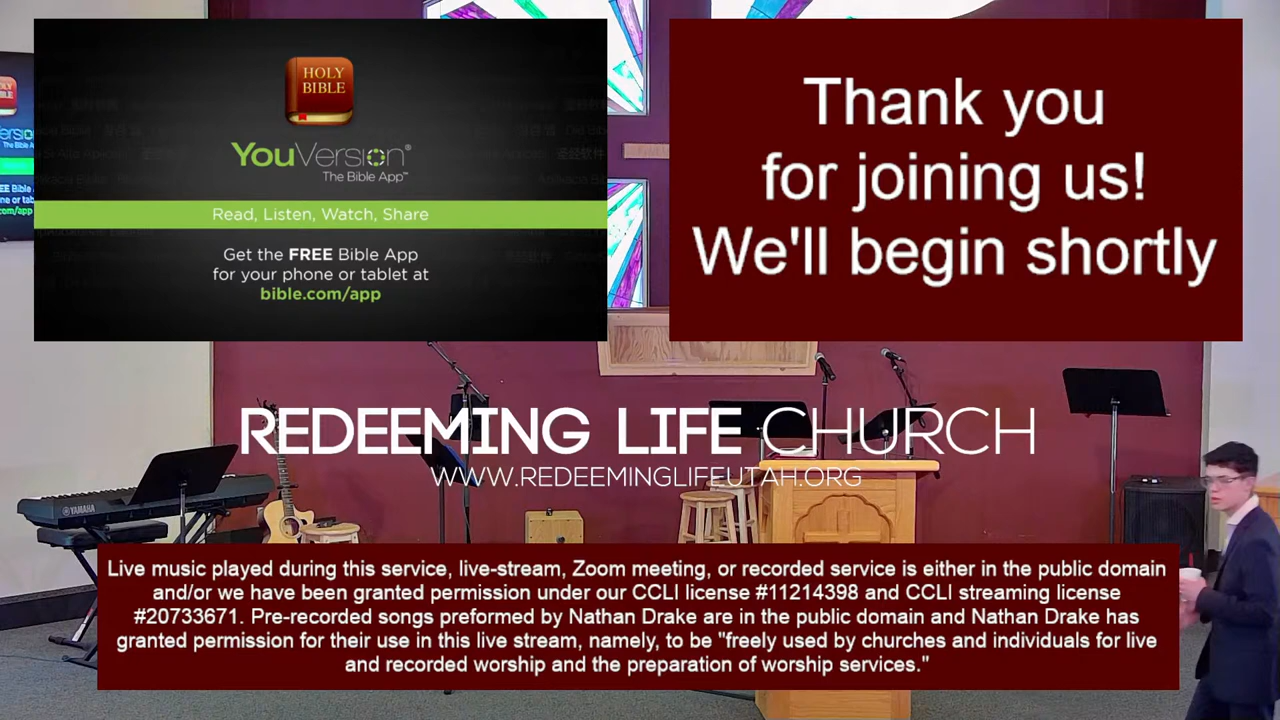 HOLY
BIBLE
YouVersion®
The Bible App™
Read, Listen, Watch, Share
Get the FREE Bible App
for your phone or tablet at
bible.com/app
Thank you
for joining us!
We'll begin shortly
REDEEMING LIFE CHURCH
WWW.REDEEMINGLIFEUTAH.ORG
YAMAHA
Live music played during this service, live-stream, Zoom meeting, or recorded service is either in the public domain
and/or we have been granted permission under our CCLI license #11214398 and CCLI streaming license
#20733671. Pre-recorded songs preformed by Nathan Drake are in the public domain and Nathan Drake has
granted permission for their use in this live stream, namely, to be "freely used by churches and individuals for live
and recorded worship and the preparation of worship services."